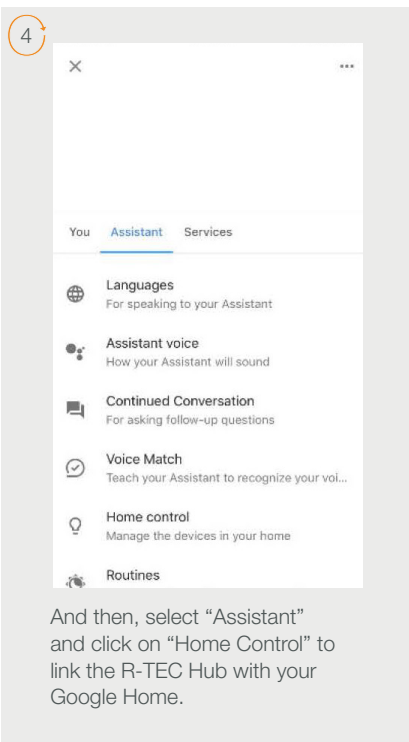 4
You Assistant Services
Languages
For speaking to your Assistant
Assistant voice
How your Assistant will sound
Continued Conversation
For asking follow-up questions
Voice Match
Teach your Assistant to recognize your voi...
Home control
Manage the devices in your home
Routines
And then, select “Assistant”
and click on “Home Control” to
link the R-TEC Hub with your
Google Home.